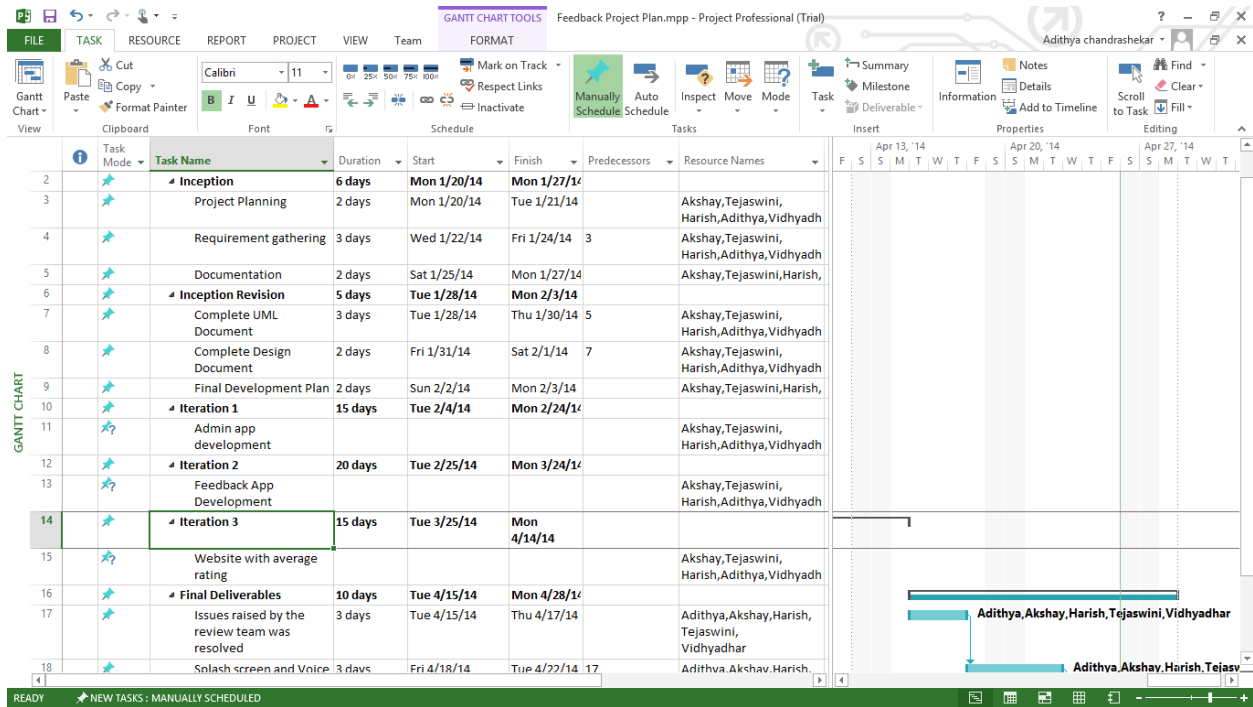 GANTT CHART TOOLS Feedback Project Plan.mpp - Project Professional (Trial) ?
FILE TASK RESOURCE REPORT PROJECT VIEW Team FORMAT Adithya chandrashekar
Gantt Chart
View
Paste
Cut
Copy
Format Painter
Clipboard
Calibri 11
B I U A
Font
0% 25% 50% 75% 100%
Mark on Track
Respect Links
Inactivate
Schedule
Manually Schedule
Auto Schedule
Inspect
Move
Mode
Tasks
Task
Summary
Milestone
Deliverable
Insert
Information
Notes
Details
Add to Timeline
Properties
Scroll to Task
Find
Clear
Fill
Editing
Task Mode Task Name Duration Start Finish Predecessors Resource Names
Apr 13, '14 Apr 20, '14 Apr 27, '14
F S S M T W T F S S M T W T F S S M T W T
2 Inception 6 days Mon 1/20/14 Mon 1/27/14
3 Project Planning 2 days Mon 1/20/14 Tue 1/21/14 Akshay,Tejaswini,
Harish,Adithya,Vidhyadh
4 Requirement gathering 3 days Wed 1/22/14 Fri 1/24/14 3 Akshay,Tejaswini,
Harish,Adithya,Vidhyadh
5 Documentation 2 days Sat 1/25/14 Mon 1/27/14 Akshay,Tejaswini,Harish,
6 Inception Revision 5 days Tue 1/28/14 Mon 2/3/14
7 Complete UML 3 days Tue 1/28/14 Thu 1/30/14 5 Akshay,Tejaswini,
Document Harish,Adithya,Vidhyadh
8 Complete Design 2 days Fri 1/31/14 Sat 2/1/14 7 Akshay,Tejaswini,
Document Harish,Adithya,Vidhyadh
9 Final Development Plan 2 days Sun 2/2/14 Mon 2/3/14 Akshay,Tejaswini,Harish,
10 Iteration 1 15 days Tue 2/4/14 Mon 2/24/14
11 Admin app Akshay,Tejaswini,
development Harish,Adithya,Vidhyadh
12 Iteration 2 20 days Tue 2/25/14 Mon 3/24/14
13 Feedback App Akshay,Tejaswini,
Development Harish,Adithya,Vidhyadh
14 Iteration 3 15 days Tue 3/25/14 Mon
4/14/14
15 Website with average Akshay,Tejaswini,
rating Harish,Adithya,Vidhyadh
16 Final Deliverables 10 days Tue 4/15/14 Mon 4/28/14
17 Issues raised by the 3 days Tue 4/15/14 Thu 4/17/14 Adithya,Akshay,Harish, Adithya,Akshay,Harish,Tejaswini,Vidhyadhar
review team was Tejaswini,
resolved Vidhyadhar
18 Splash screen and Voice 3 days Fri 4/18/14 Tue 4/22/14 17 Adithya,Akshay,Harish, Adithya,Akshay,Harish,Tejasw
GANTT CHART
READY NEW TASKS : MANUALLY SCHEDULED